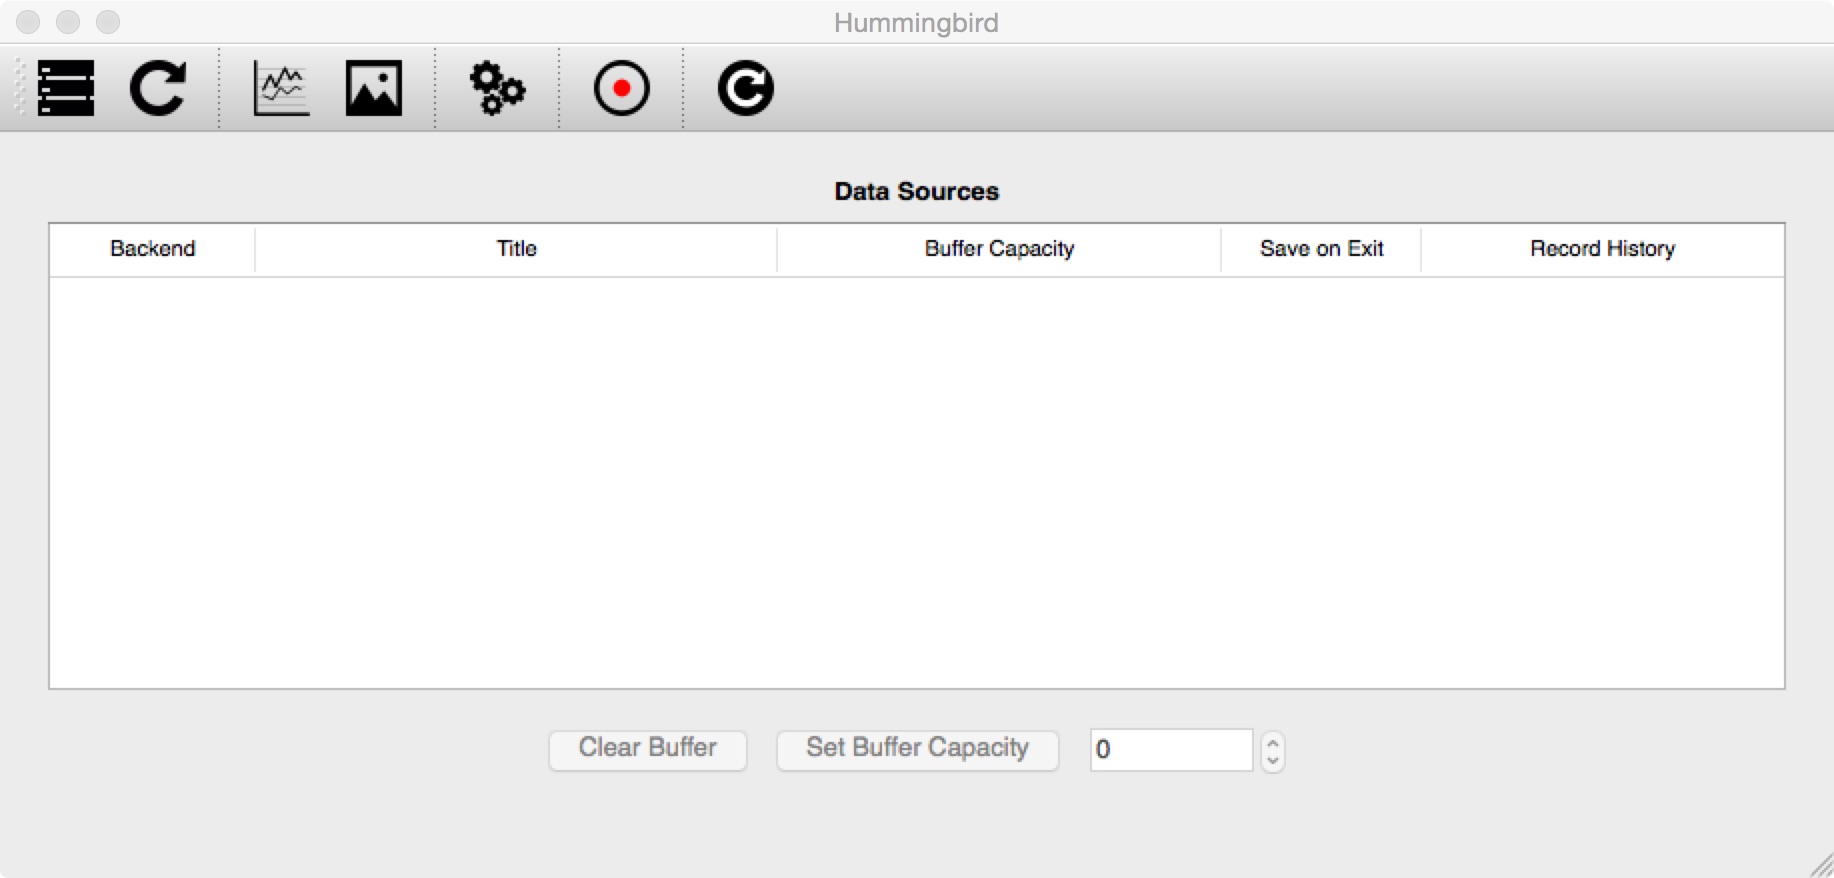 Hummingbird
Data Sources
Backend Title Buffer Capacity Save on Exit Record History
Clear Buffer Set Buffer Capacity 0